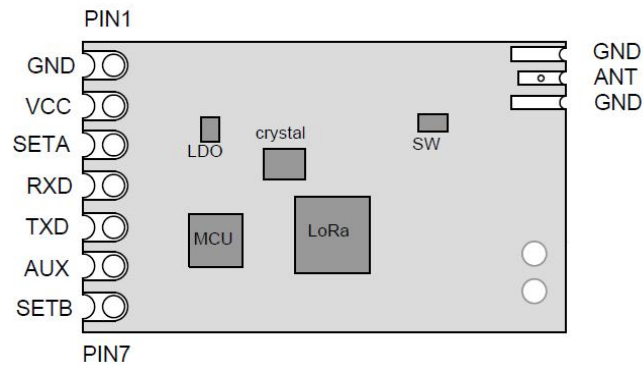 PIN1
GND
VCC
SETA
RXD
TXD
AUX
SETB
PIN7
LDO
crystal
SW
MCU
LoRa
GND
ANT
GND